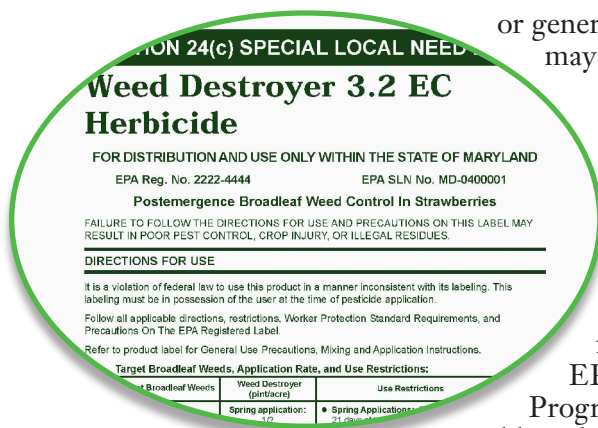 or gener
may
ION 24(c) SPECIAL LOCAL NEED
Weed Destroyer 3.2 EC
Herbicide
FOR DISTRIBUTION AND USE ONLY WITHIN THE STATE OF MARYLAND
EPA Reg. No. 2222-4444 EPA SLN No. MD-0400001
Postemergence Broadleaf Weed Control In Strawberries
FAILURE TO FOLLOW THE DIRECTIONS FOR USE AND PRECAUTIONS ON THIS LABEL MAY
RESULT IN POOR PEST CONTROL, CROP INJURY, OR ILLEGAL RESIDUES.
DIRECTIONS FOR USE
It is a violation of federal law to use this product in a manner inconsistent with its labeling. This
labeling must be in possession of the user at the time of pesticide application.
Follow all applicable directions, restrictions, Worker Protection Standard Requirements, and
Precautions On The EPA Registered Label.
Refer to product label for General Use Precautions, Mixing and Application Instructions.
Target Broadleaf Weeds, Application Rate, and Use Restrictions:
t Broadleaf Weeds Weed Destroyer Use Restrictions
(pint/acre)
Spring application: • Spring Applications:
1/2 21 days
Progr